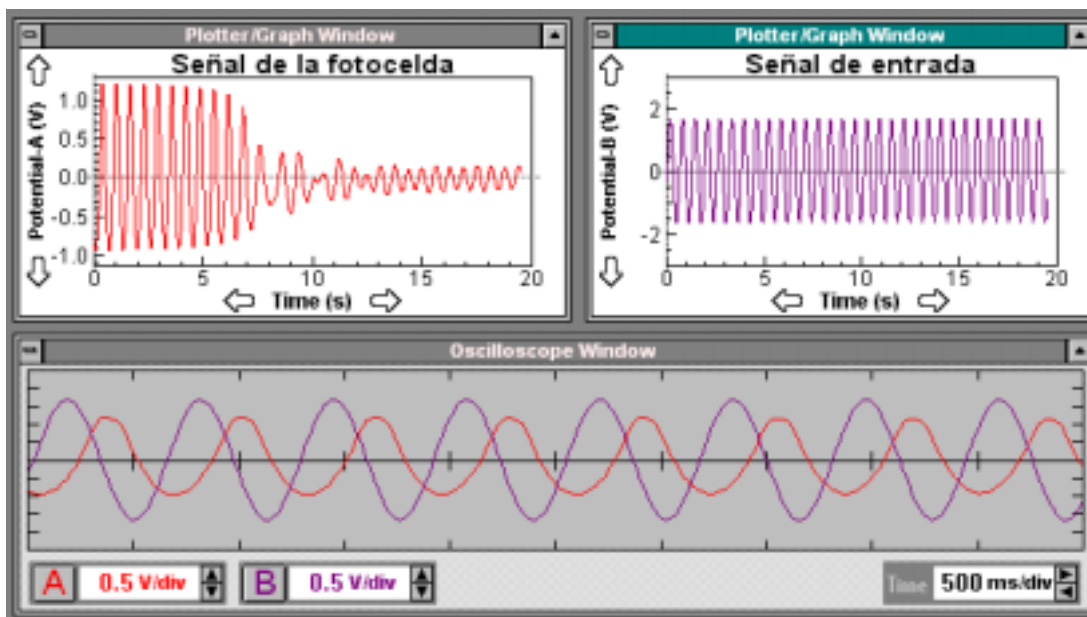 Plotter/Graph Window
Señal de la fotocelda
Potential-A (V)
1.0
0.5
0.0
-0.5
-1.0
0 5 10 15 20
Time (s)
Plotter/Graph Window
Señal de entrada
Potential-B (V)
2
0
-2
0 5 10 15 20
Time (s)
Oscilloscope Window
A 0.5 V/div B 0.5 V/div Time 500 ms/div